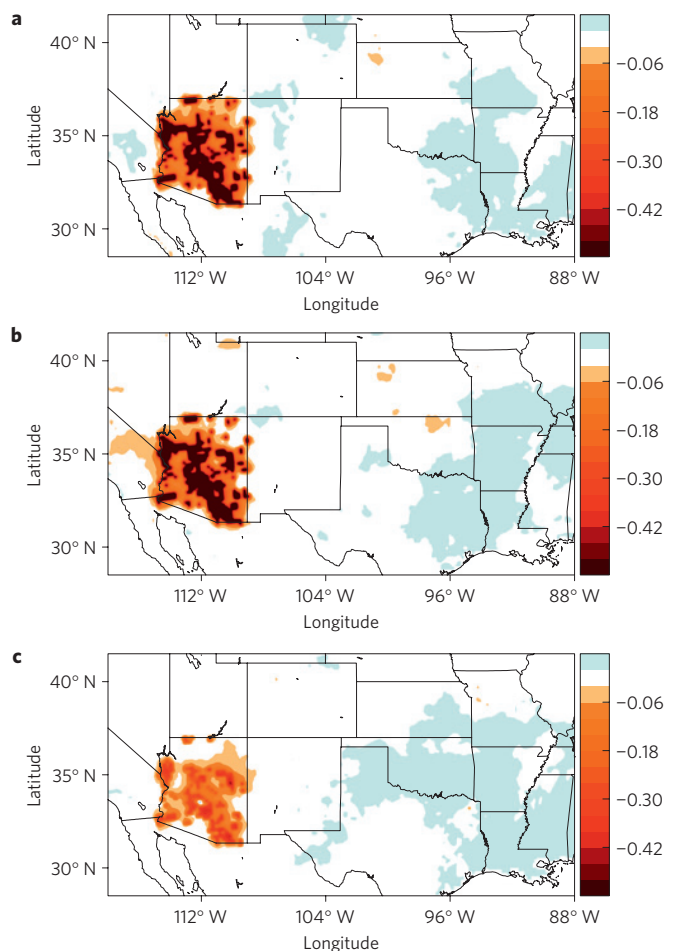 a
40° N
35° N
30° N
Latitude
112° W
104° W
96° W
88° W
Longitude
−0.06
−0.18
−0.30
−0.42
b
40° N
35° N
30° N
Latitude
112° W
104° W
96° W
88° W
Longitude
−0.06
−0.18
−0.30
−0.42
c
40° N
35° N
30° N
Latitude
112° W
104° W
96° W
88° W
Longitude
−0.06
−0.18
−0.30
−0.42